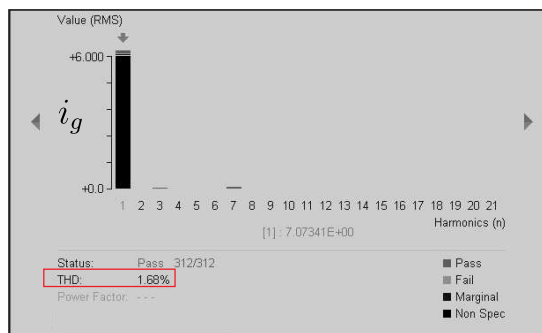 Value (RMS)
+6.000
i_g
+0.0
1 2 3 4 5 6 7 8 9 10 11 12 13 14 15 16 17 18 19 20 21
Harmonics (n)
[1] : 7.07341E+00
Status: Pass 312/312
THD: 1.68%
Power Factor: - - -
Pass
Fail
Marginal
Non Spec